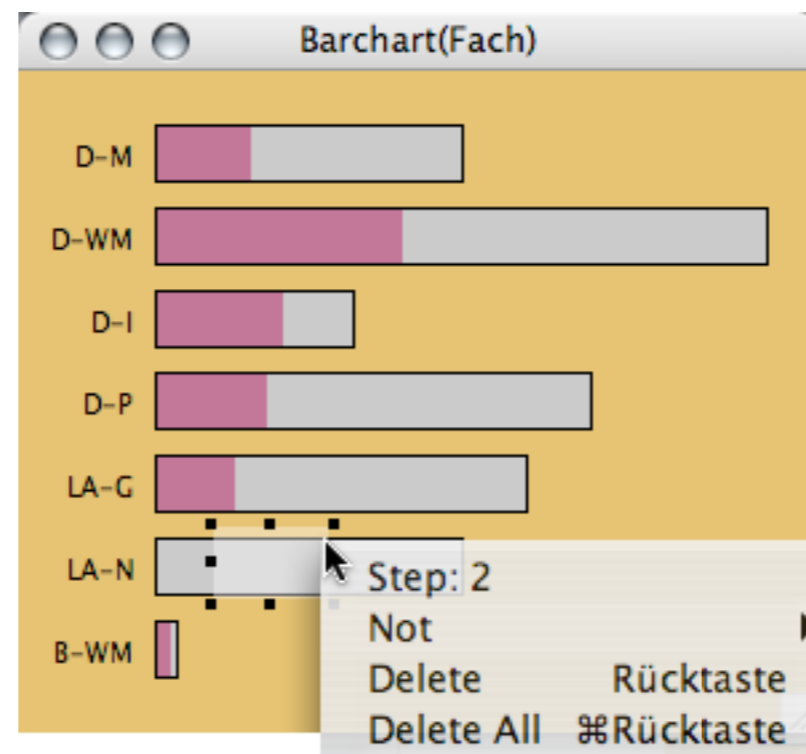 Barchart(Fach)
D-M
D-WM
D-I
D-P
LA-G
LA-N
B-WM
Step: 2
Not
Delete Rücktaste
Delete All ⌘Rücktaste